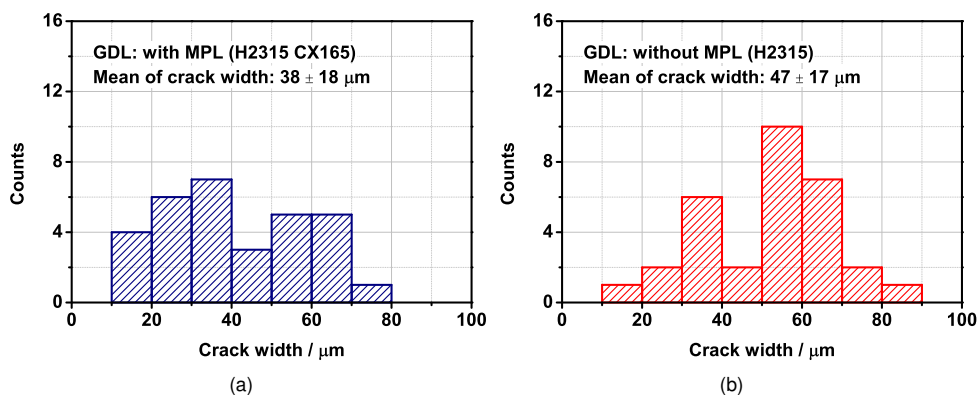 16
12
8
4
0
Counts
GDL: with MPL (H2315 CX165)
Mean of crack width: 38 ± 18 μm
0 20 40 60 80 100
Crack width / μm
(a)
16
12
8
4
0
Counts
GDL: without MPL (H2315)
Mean of crack width: 47 ± 17 μm
0 20 40 60 80 100
Crack width / μm
(b)